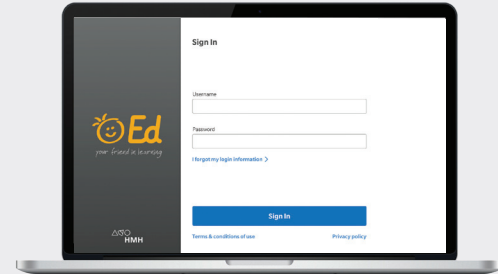 Sign In
Username
Password
I forgot my login information >
Ed
your friend in learning
Sign In
HMH
Terms & conditions of use
Privacy policy